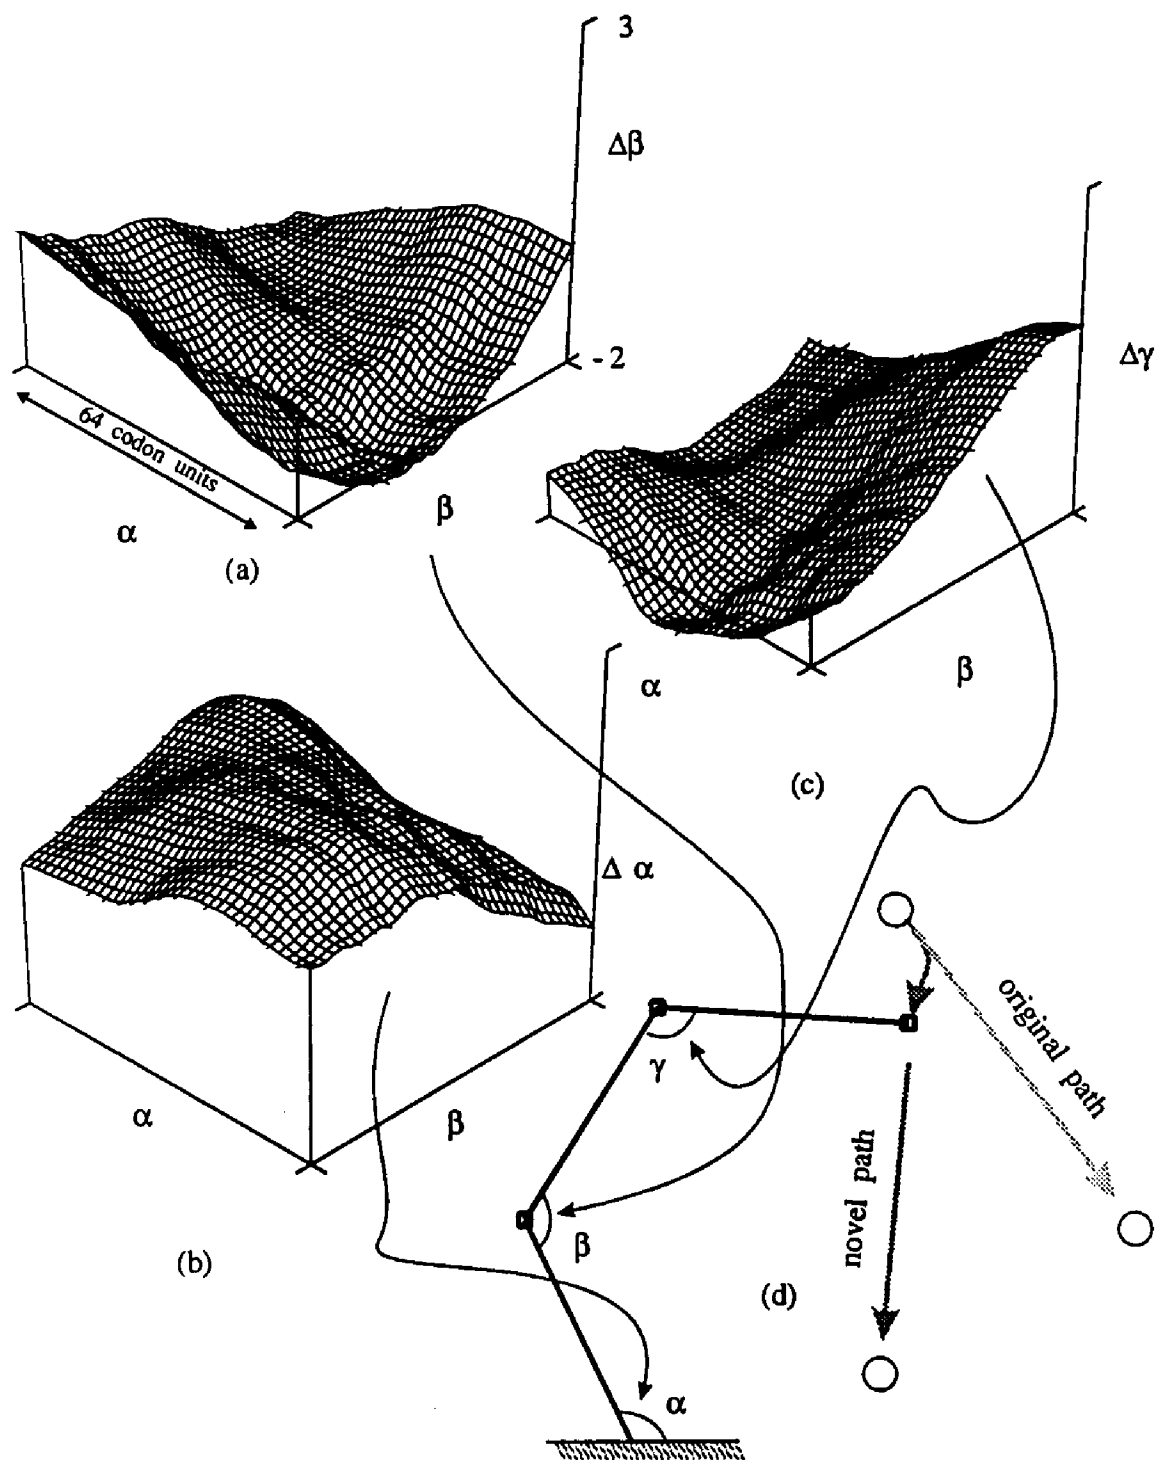 3
Δβ
- 2
64 codon units
α
β
(a)
Δγ
α
β
(c)
Δ α
α
β
(b)
γ
β
α
original path
novel path
(d)